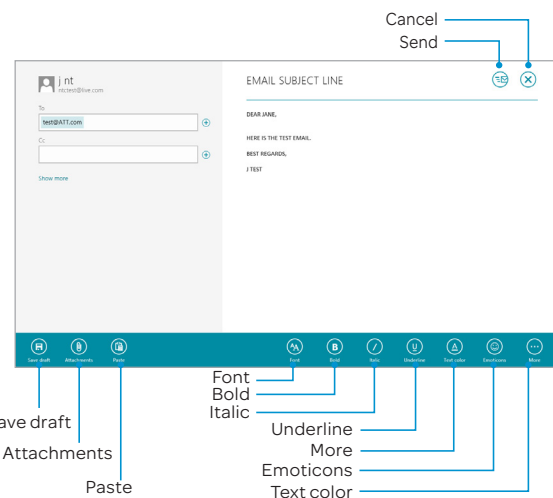 Cancel
Send
j nt
ntctest@live.com
EMAIL SUBJECT LINE
To
test@ATT.com
DEAR JANE,
Cc
HERE IS THE TEST EMAIL.
BEST REGARDS,
Show more
J TEST
Save draft Attachments Paste Font Bold Italic Underline Text color Emoticons More
Font
Bold
Italic
ave draft
Underline
Attachments
More
Emoticons
Paste
Text color